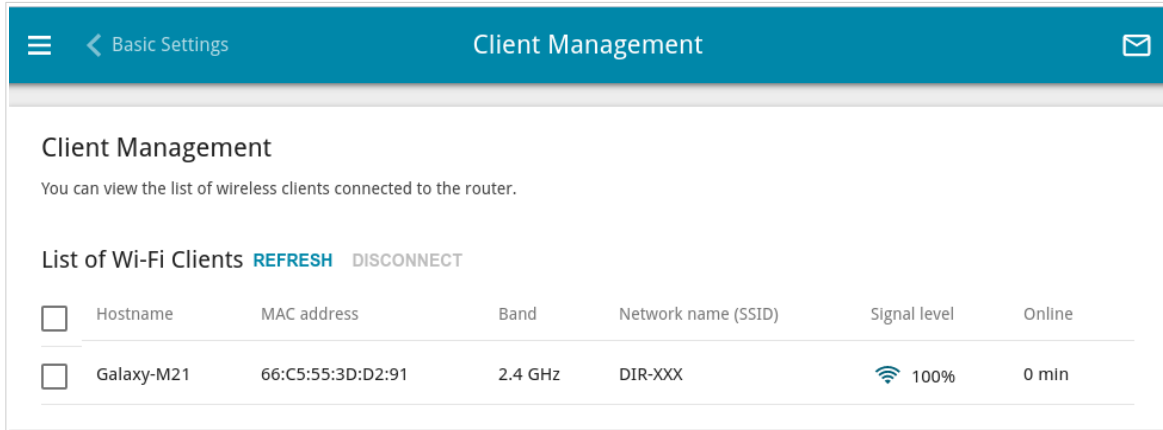 Basic Settings Client Management
Client Management
You can view the list of wireless clients connected to the router.
List of Wi-Fi Clients REFRESH DISCONNECT
Hostname MAC address Band Network name (SSID) Signal level Online
Galaxy-M21 66:C5:55:3D:D2:91 2.4 GHz DIR-XXX 100% 0 min